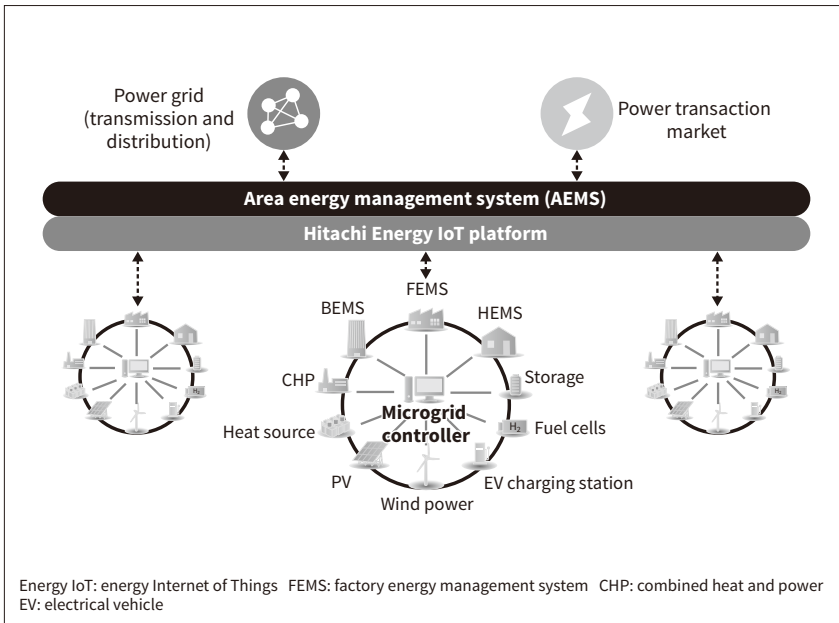 Power grid
(transmission and
distribution)
Power transaction
market
Area energy management system (AEMS)
Hitachi Energy IoT platform
FEMS
BEMS
HEMS
CHP
Storage
Microgrid
controller
Heat source
H₂
Fuel cells
PV
EV charging station
Wind power
H₂
H₂
Energy IoT: energy Internet of Things FEMS: factory energy management system CHP: combined heat and power
EV: electrical vehicle